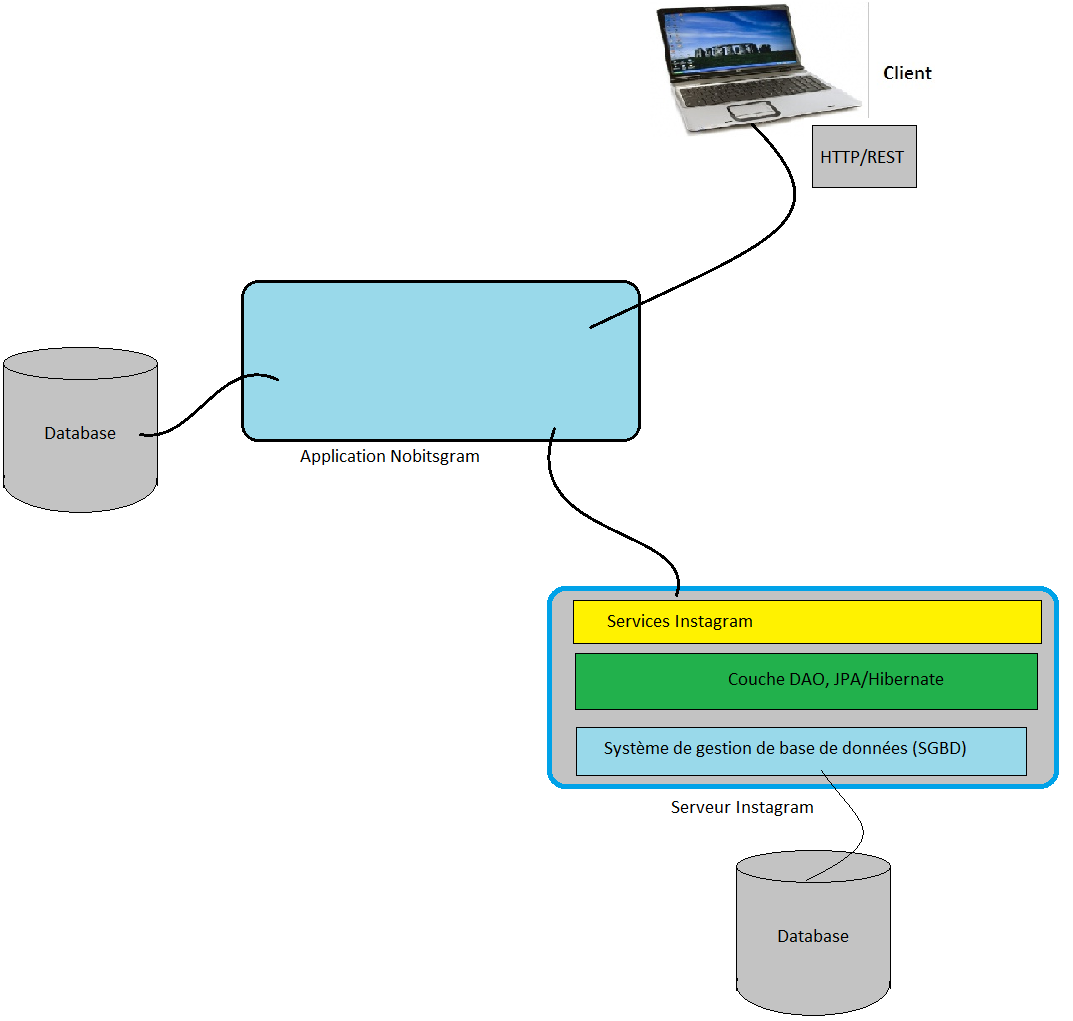 Client
HTTP/REST
Database
Application Nobitsgram
Services Instagram
Couche DAO, JPA/Hibernate
Système de gestion de base de données (SGBD)
Serveur Instagram
Database